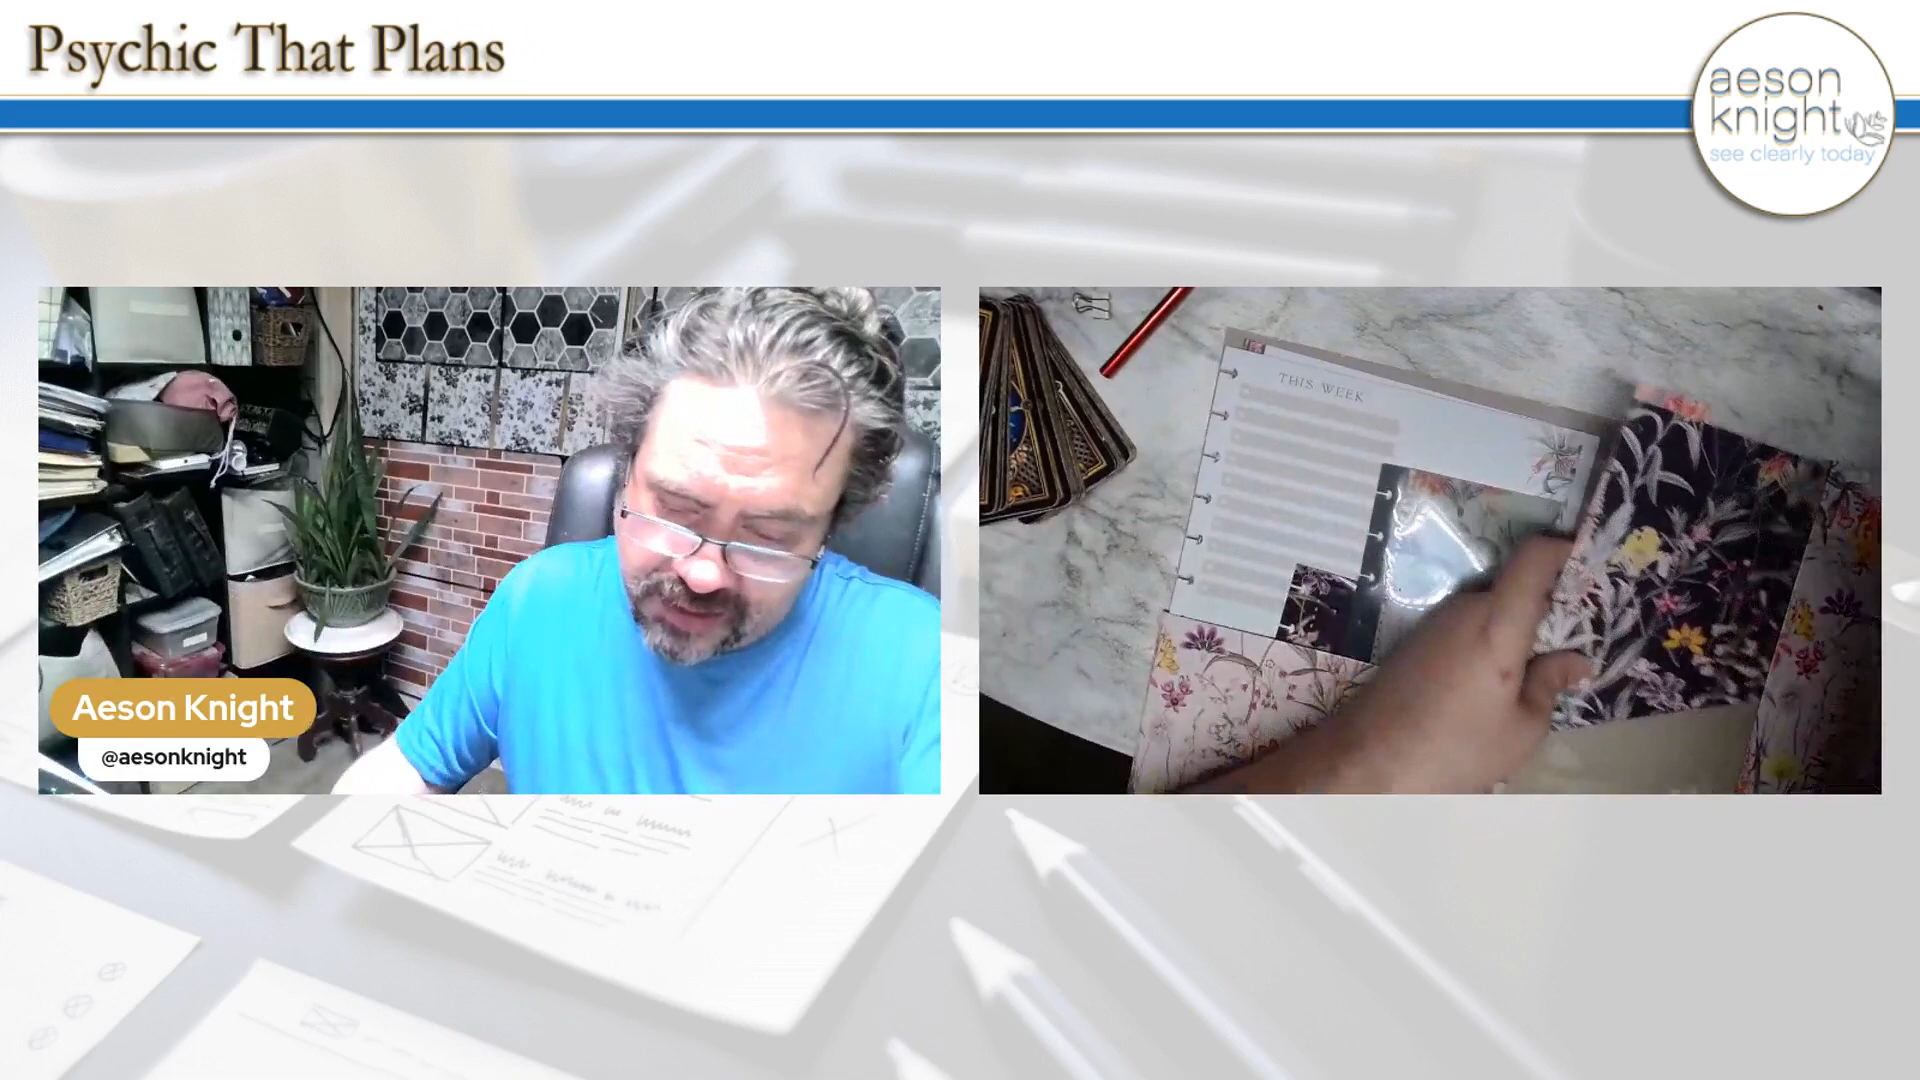 Psychic That Plans
aeson
knight
see clearly today
THIS WEEK
Aeson Knight
@aesonknight